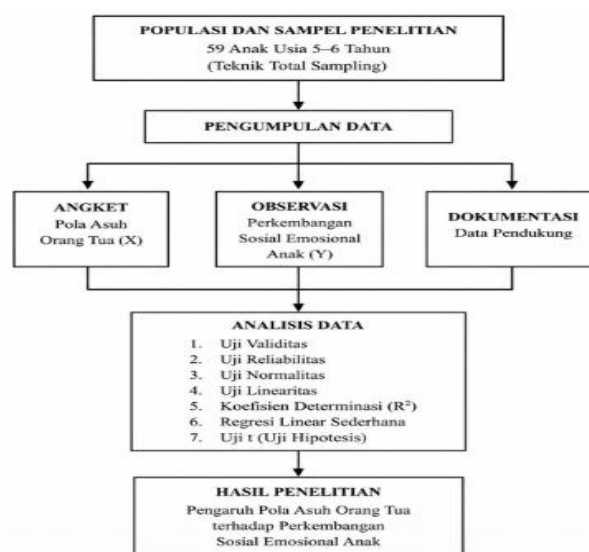 POPULASI DAN SAMPEL PENELITIAN
59 Anak Usia 5–6 Tahun
(Teknik Total Sampling)
PENGUMPULAN DATA
ANGKET
Pola Asuh
Orang Tua (X)
OBSERVASI
Perkembangan
Sosial Emosional
Anak (Y)
DOKUMENTASI
Data Pendukung
ANALISIS DATA
1. Uji Validitas
2. Uji Reliabilitas
3. Uji Normalitas
4. Uji Linearitas
5. Koefisien Determinasi (R²)
6. Regresi Linear Sederhana
7. Uji t (Uji Hipotesis)
HASIL PENELITIAN
Pengaruh Pola Asuh Orang Tua
terhadap Perkembangan
Sosial Emosional Anak